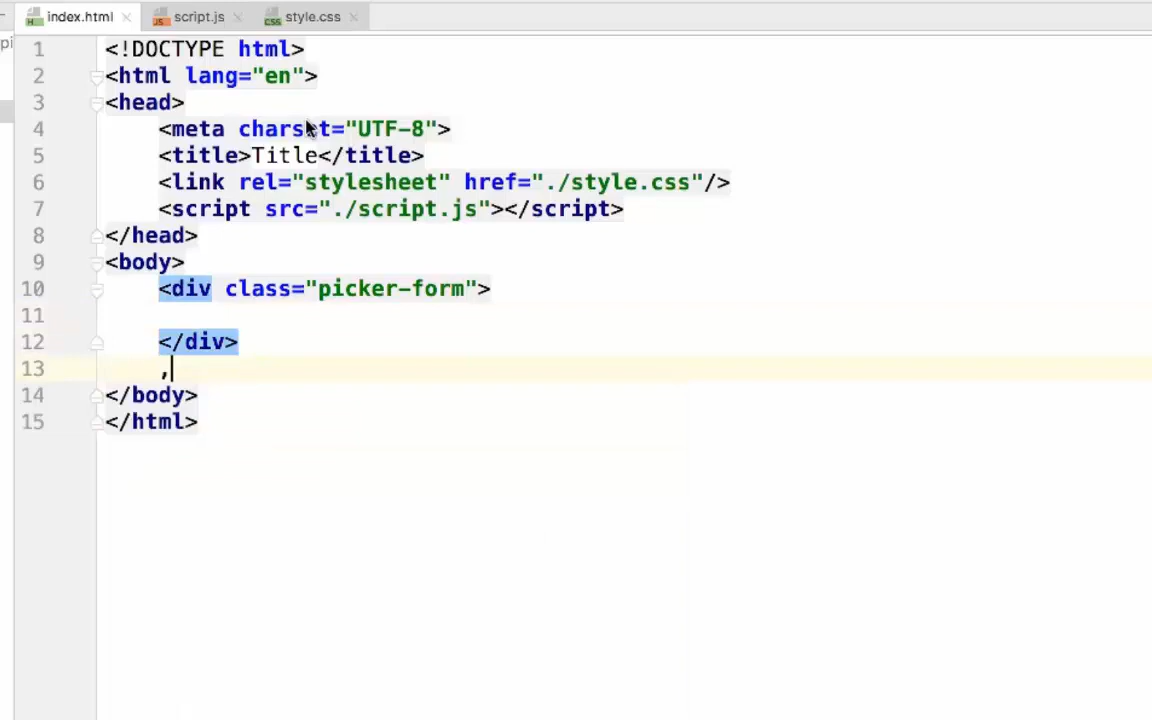 index.html script.js style.css
pi
1 <!DOCTYPE html>
2 <html lang="en">
3 <head>
4 <meta charset="UTF-8">
5 <title>Title</title>
6 <link rel="stylesheet" href="./style.css"/>
7 <script src="./script.js"></script>
8 </head>
9 <body>
10 <div class="picker-form">
11
12 </div>
13 ,
14 </body>
15 </html>